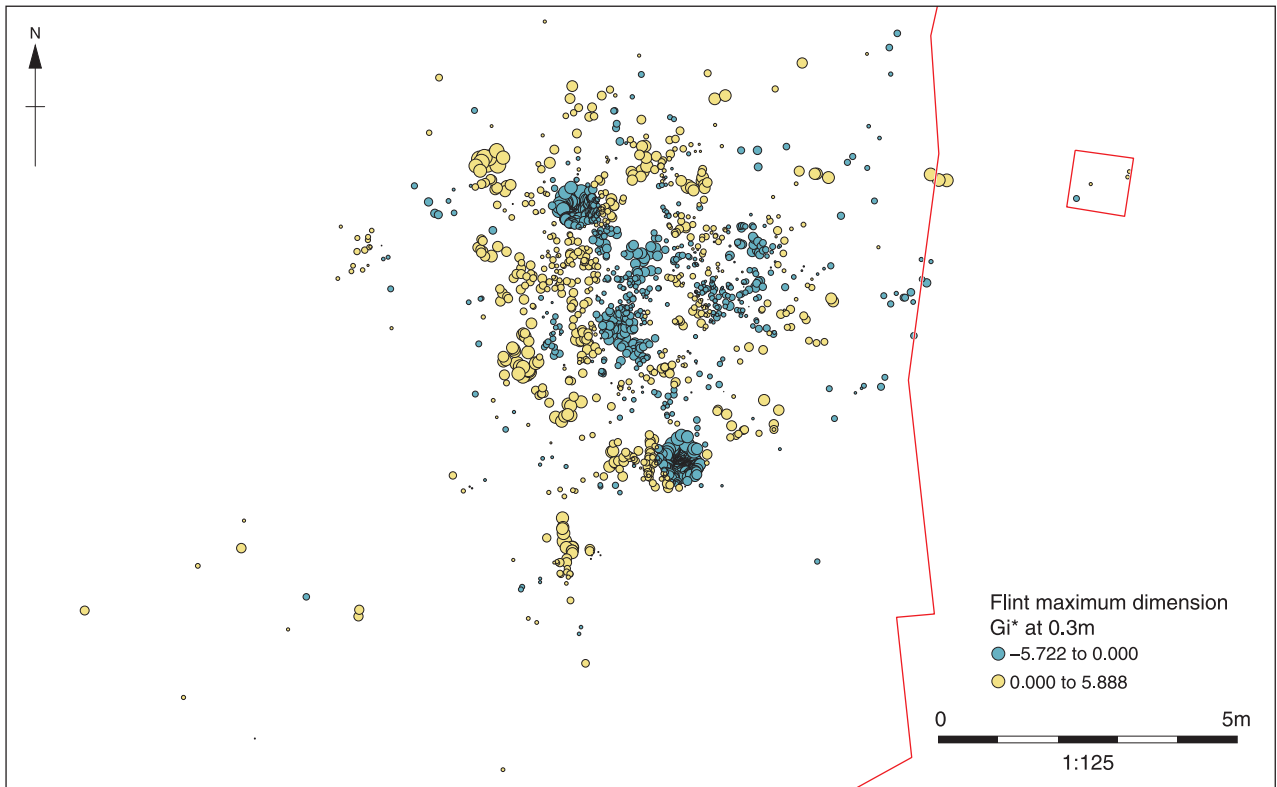 N
Flint maximum dimension
Gi* at 0.3m
–5.722 to 0.000
0.000 to 5.888
0 5m
1:125